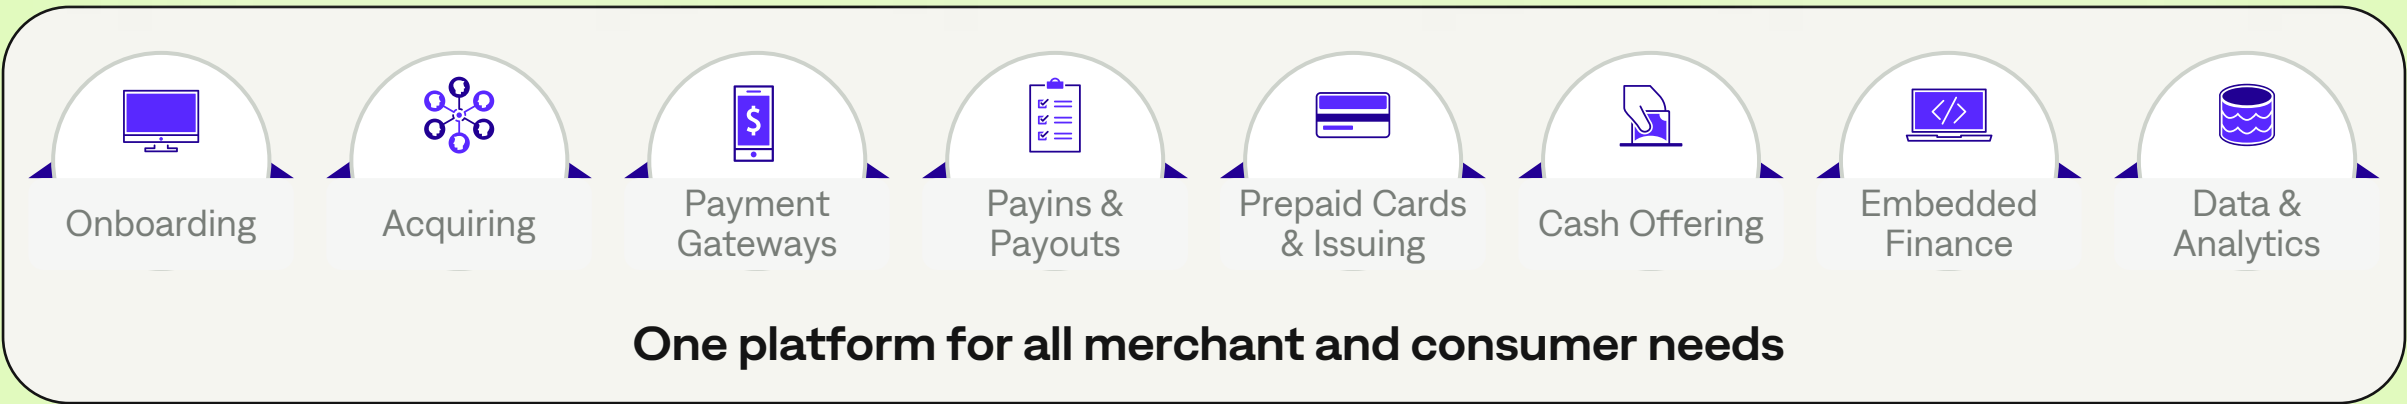 Onboarding
Acquiring
Payment
Gateways
Payins &
Payouts
Prepaid Cards
& Issuing
Cash Offering
Embedded
Finance
Data &
Analytics
One platform for all merchant and consumer needs